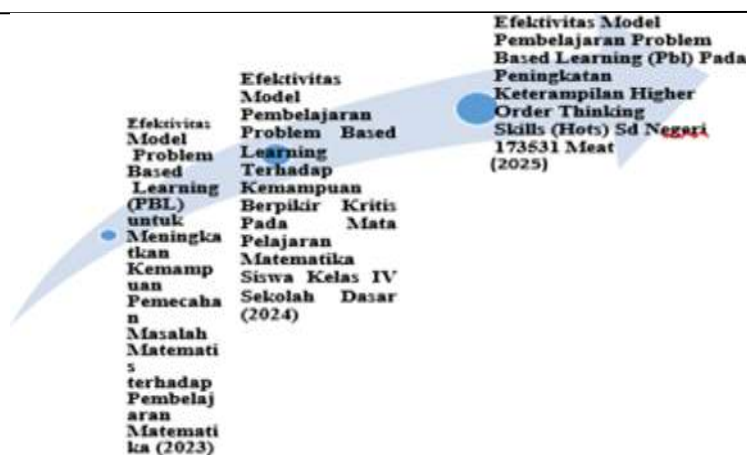 Efektivitas
Model
Problem
Based
Learning
(PBL)
untuk
Meningka
tkan
Kemamp
uan
Pemecaha
n
Masalah
Matemati
s
terhadap
Pembelaj
aran
Matemati
ka (2023)
Efektivitas
Model
Pembelajaran
Problem Based
Learning
Terhadap
Kemampuan
Berpikir Kritis
Pada Mata
Pelajaran
Matematika
Siswa Kelas IV
Sekolah Dasar
(2024)
Efektivitas Model
Pembelajaran Problem
Based Learning (Pbl) Pada
Peningkatan
Keterampilan Higher
Order Thinking
Skills (Hots) Sd Negeri
173531 Meat
(2025)